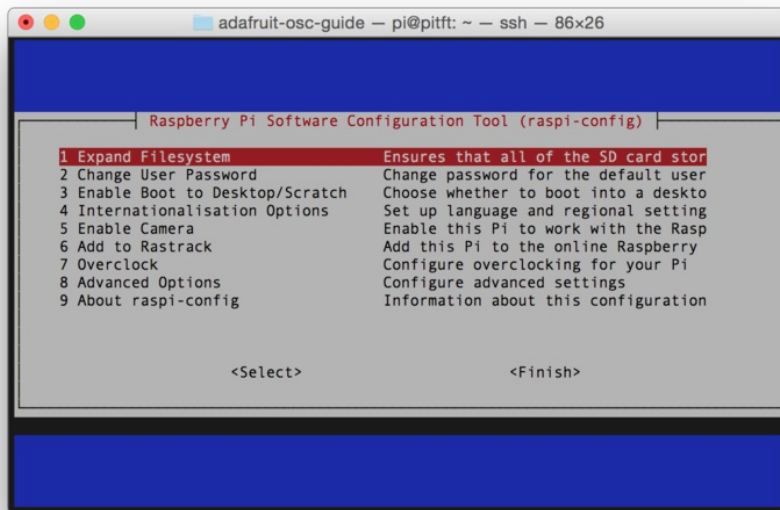 adafruit-osc-guide — pi@pitft: ~ — ssh — 86×26
Raspberry Pi Software Configuration Tool (raspi-config)
1 Expand Filesystem Ensures that all of the SD card stor
2 Change User Password Change password for the default user
3 Enable Boot to Desktop/Scratch Choose whether to boot into a deskto
4 Internationalisation Options Set up language and regional setting
5 Enable Camera Enable this Pi to work with the Rasp
6 Add to Rastrack Add this Pi to the online Raspberry
7 Overclock Configure overclocking for your Pi
8 Advanced Options Configure advanced settings
9 About raspi-config Information about this configuration
<Select> <Finish>